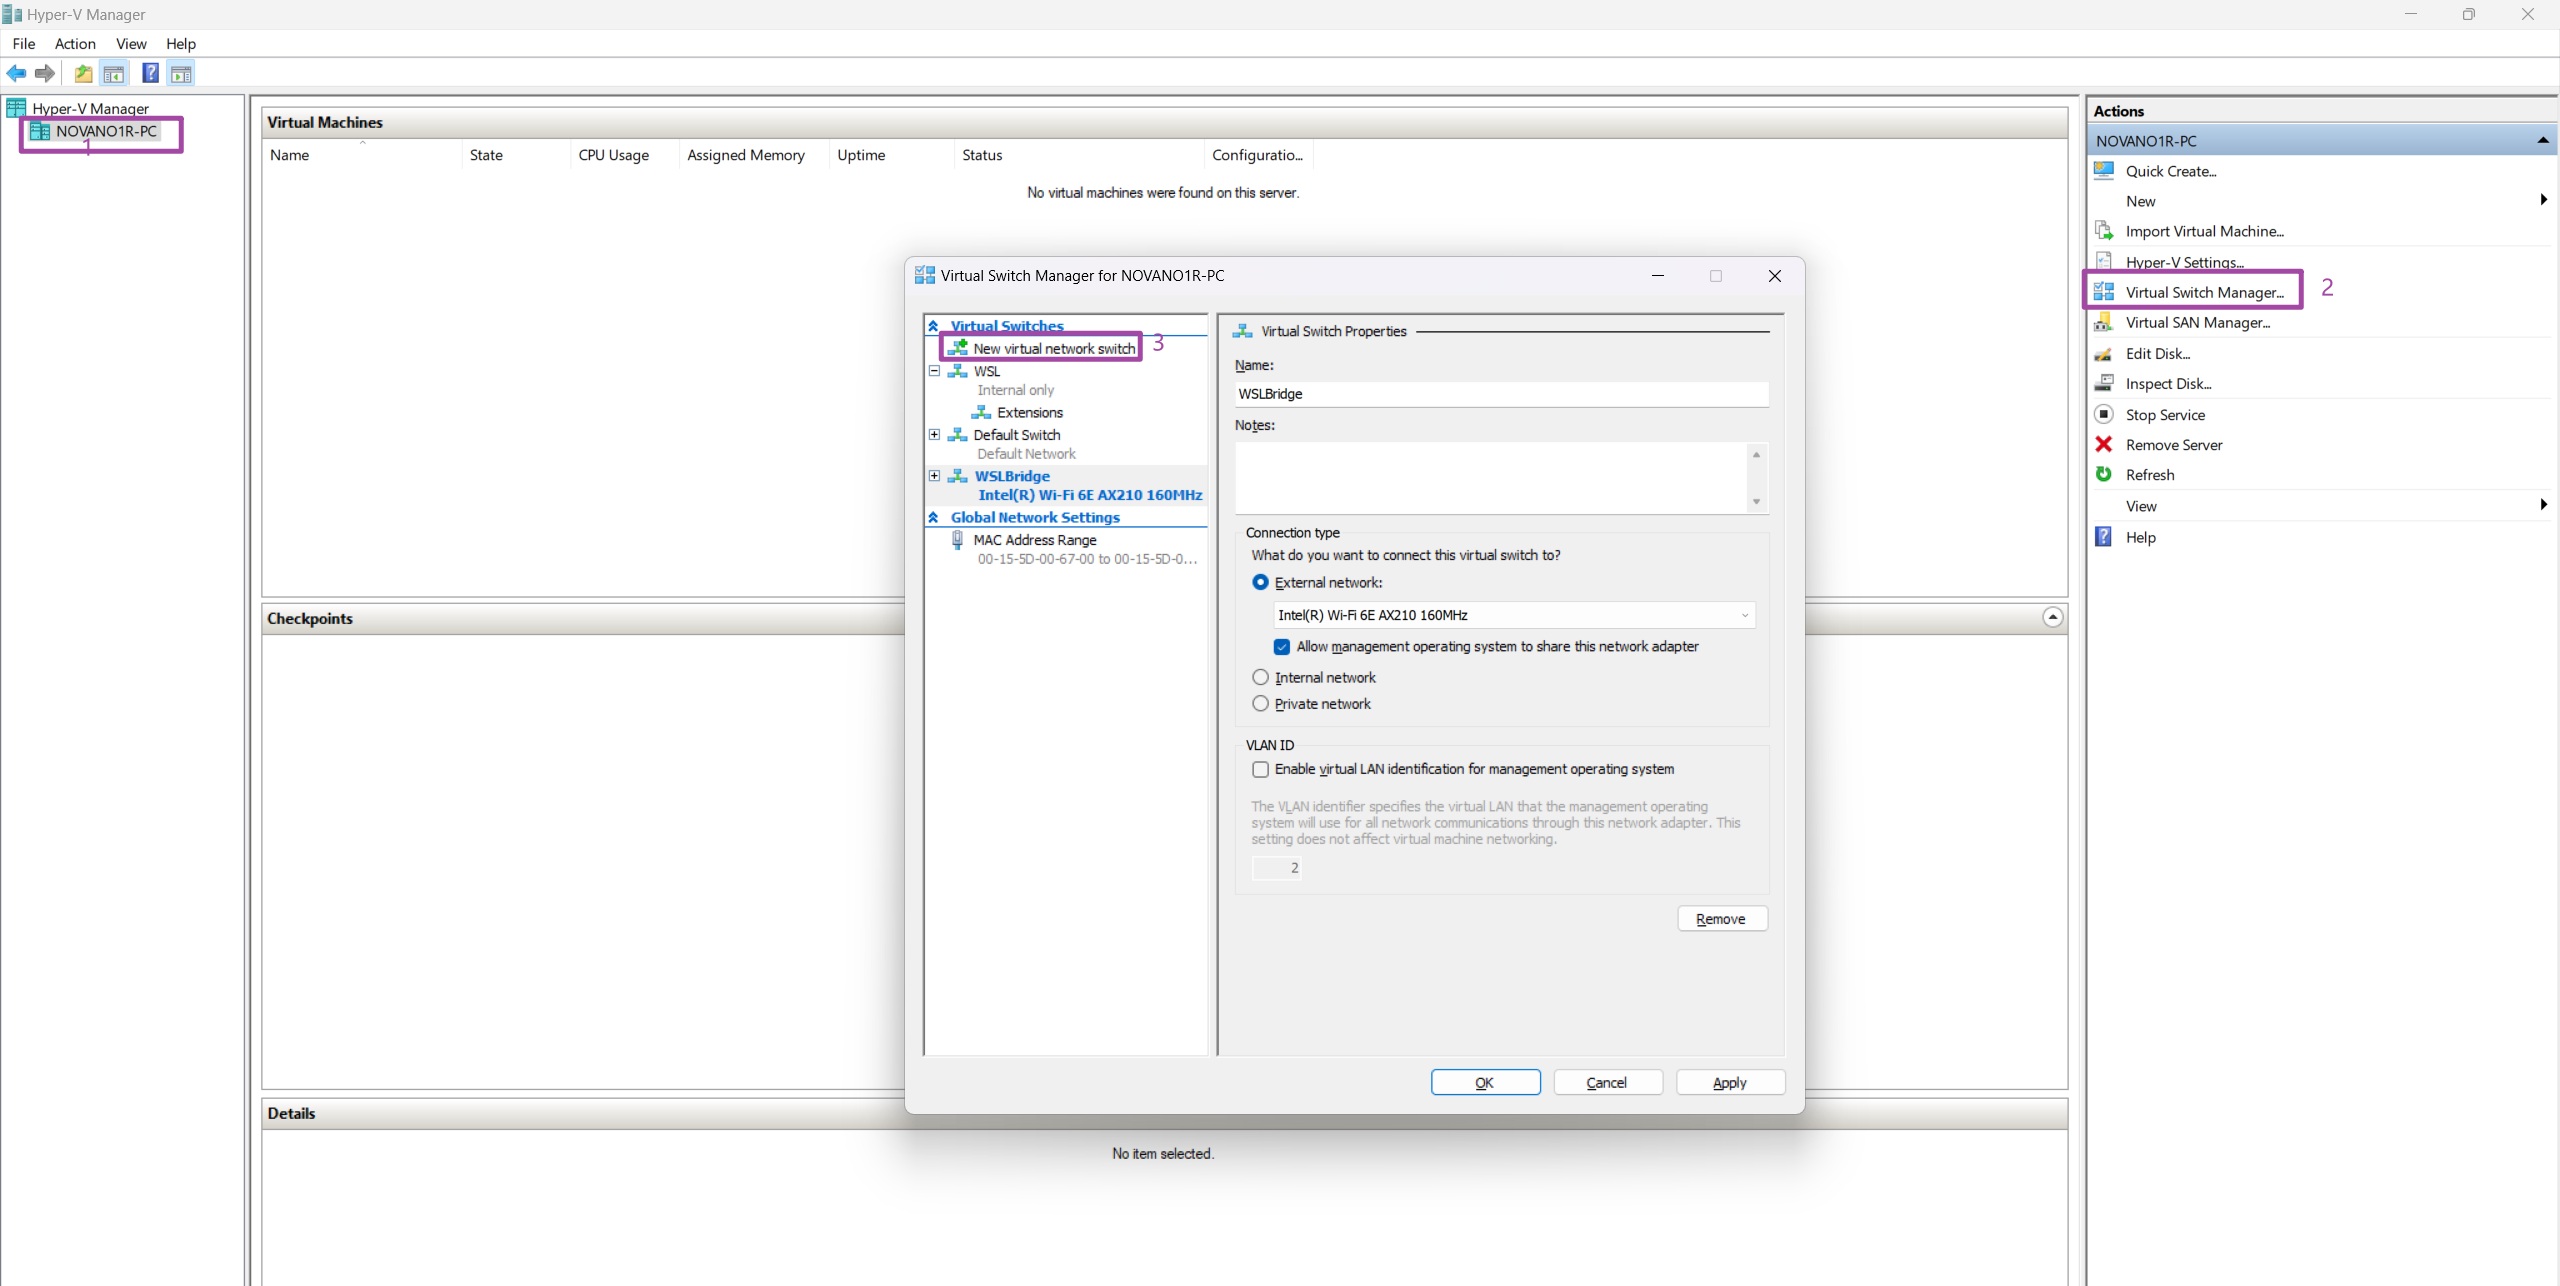 Hyper-V Manager
File Action View Help
Hyper-V Manager
NOVANO1R-PC
1
Virtual Machines
Name State CPU Usage Assigned Memory Uptime Status Configuratio...
No virtual machines were found on this server.
Checkpoints
Details
No item selected.
Virtual Switch Manager for NOVANO1R-PC
Virtual Switches
New virtual network switch
3
WSL
Internal only
Extensions
Default Switch
Default Network
WSLBridge
Intel(R) Wi-Fi 6E AX210 160MHz
Global Network Settings
MAC Address Range
00-15-5D-00-67-00 to 00-15-5D-0...
Virtual Switch Properties
Name:
WSLBridge
Notes:
Connection type
What do you want to connect this virtual switch to?
External network:
Intel(R) Wi-Fi 6E AX210 160MHz
Allow management operating system to share this network adapter
Internal network
Private network
VLAN ID
Enable virtual LAN identification for management operating system
The VLAN identifier specifies the virtual LAN that the management operating
system will use for all network communications through this network adapter. This
setting does not affect virtual machine networking.
2
Remove
OK Cancel Apply
Actions
NOVANO1R-PC
Quick Create...
New
Import Virtual Machine...
Hyper-V Settings...
Virtual Switch Manager...
2
Virtual SAN Manager...
Edit Disk...
Inspect Disk...
Stop Service
Remove Server
Refresh
View
Help